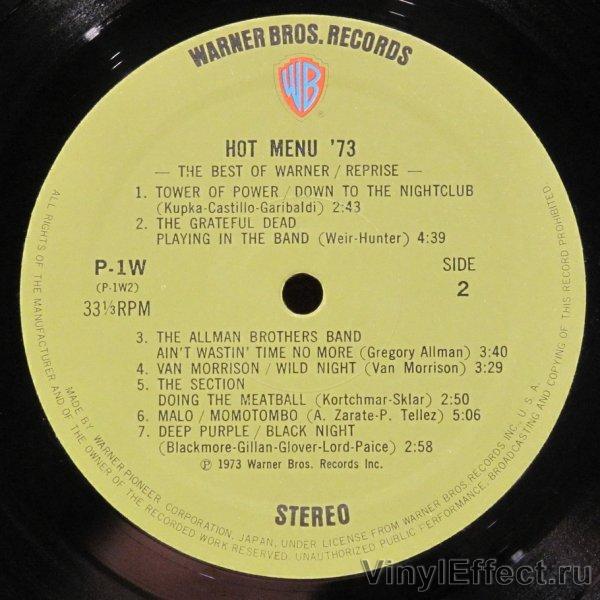 WARNER BROS. RECORDS
WB
HOT MENU '73
— THE BEST OF WARNER / REPRISE —
1. TOWER OF POWER / DOWN TO THE NIGHTCLUB
(Kupka-Castillo-Garibaldi) 2:43
2. THE GRATEFUL DEAD
PLAYING IN THE BAND (Weir-Hunter) 4:39
P-1W
(P-1W2)
33⅓RPM
SIDE
2
3. THE ALLMAN BROTHERS BAND
AIN'T WASTIN' TIME NO MORE (Gregory Allman) 3:40
4. VAN MORRISON / WILD NIGHT (Van Morrison) 3:29
5. THE SECTION
DOING THE MEATBALL (Kortchmar-Sklar) 2:50
6. MALO / MOMOTOMBO (A. Zarate-P. Tellez) 5:06
7. DEEP PURPLE / BLACK NIGHT
(Blackmore-Gillan-Glover-Lord-Paice) 2:58
℗ 1973 Warner Bros. Records Inc.
STEREO
MADE BY WARNER-PIONEER CORPORATION, JAPAN, UNDER LICENSE FROM WARNER BROS. RECORDS INC., U. S. A.
ALL RIGHTS OF THE MANUFACTURER AND OF THE OWNER OF THE RECORDED WORK RESERVED. UNAUTHORIZED PUBLIC PERFORMANCE, BROADCASTING AND COPYING OF THIS RECORD PROHIBITED.
VinylEffect.ru